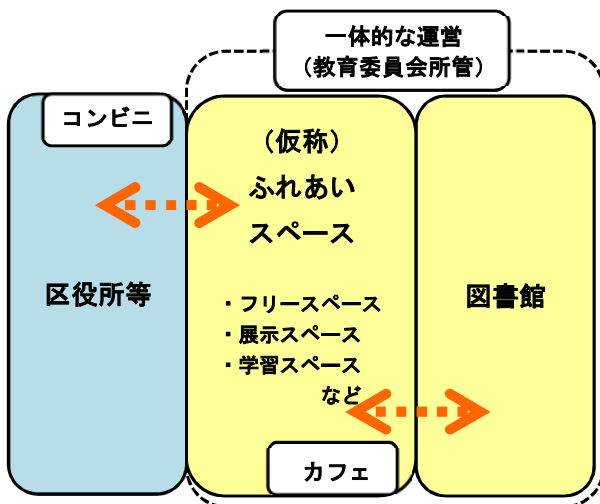 一体的な運営
（教育委員会所管）
コンビニ
（仮称）
ふれあい
スペース
区役所等
・フリースペース
・展示スペース
・学習スペース
など
図書館
カフェ